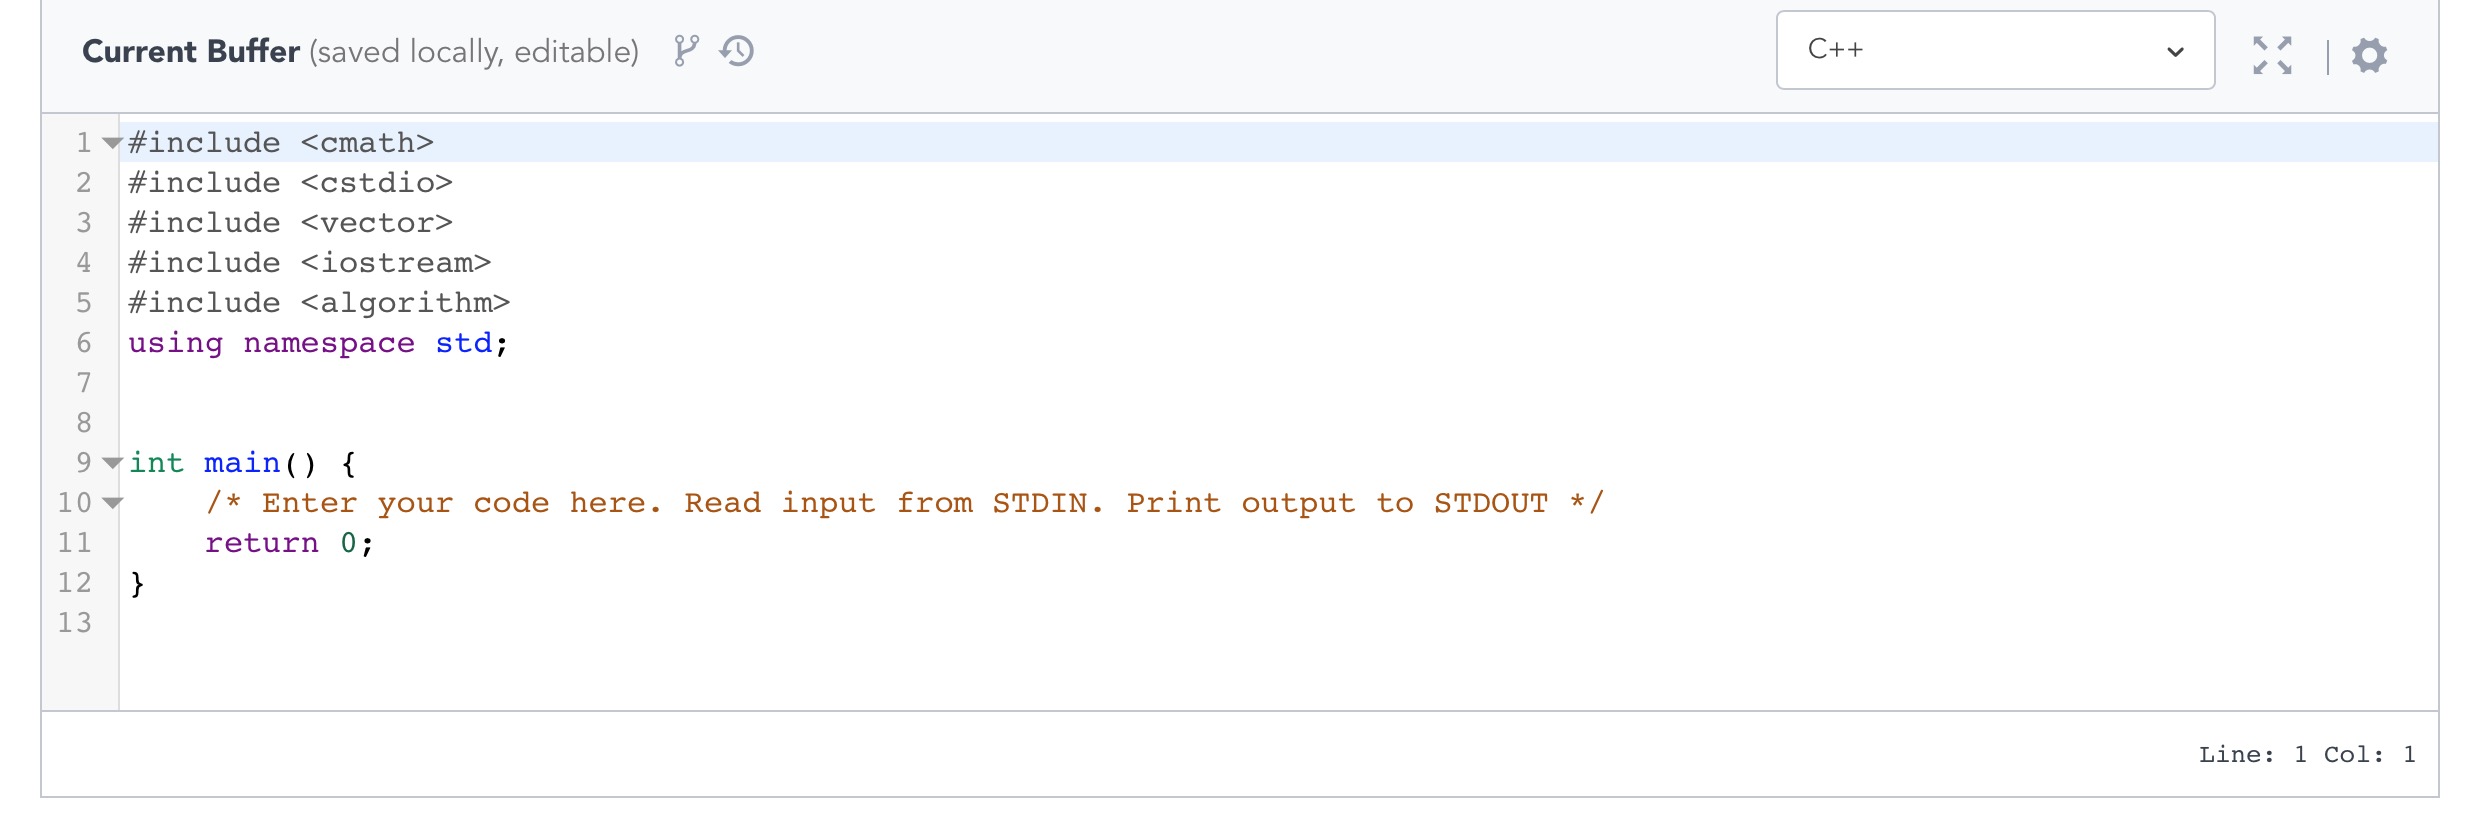 Current Buffer (saved locally, editable)
C++
1 #include <cmath>
2 #include <cstdio>
3 #include <vector>
4 #include <iostream>
5 #include <algorithm>
6 using namespace std;
7
8
9 int main() {
10     /* Enter your code here. Read input from STDIN. Print output to STDOUT */
11     return 0;
12 }
13
Line: 1 Col: 1